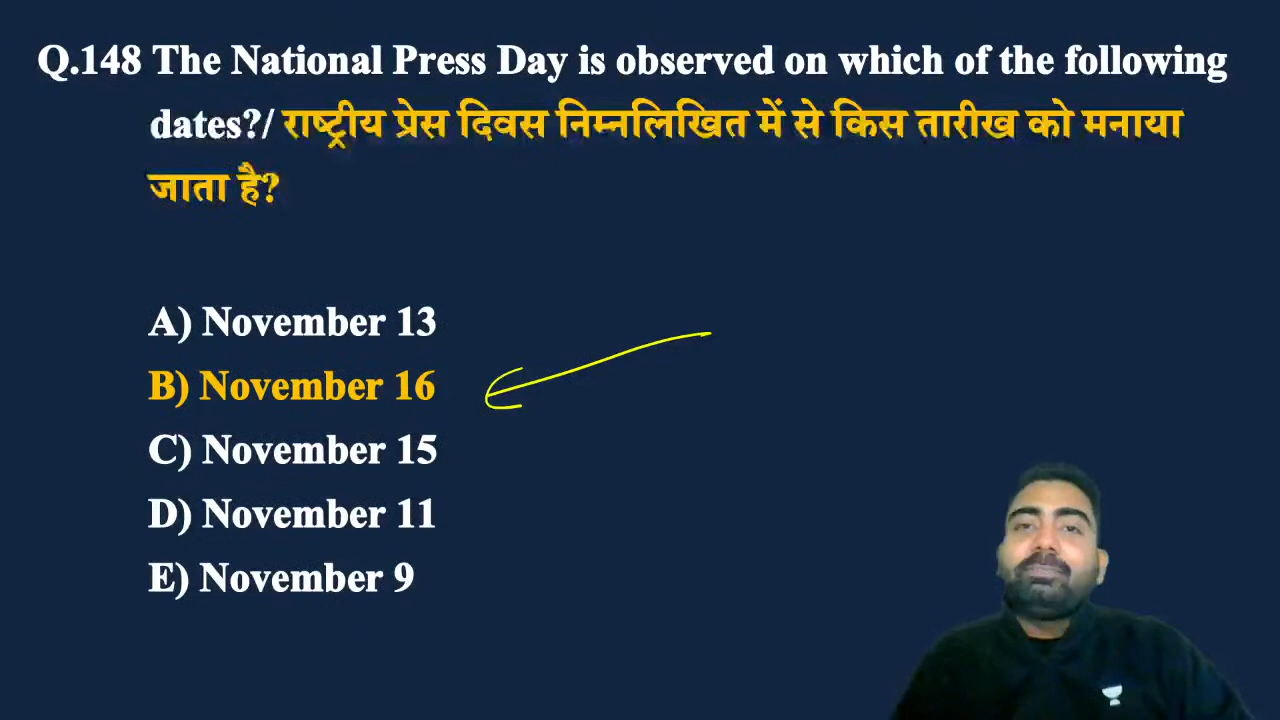 Q.148 The National Press Day is observed on which of the following
dates?/ राष्ट्रीय प्रेस दिवस निम्नलिखित में से किस तारीख को मनाया
जाता है?
A) November 13
B) November 16
C) November 15
D) November 11
E) November 9